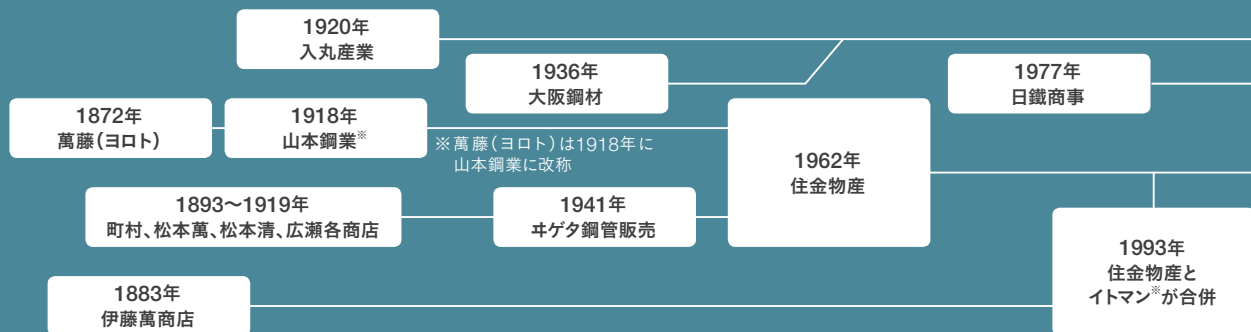 1920年
入丸産業
1936年
大阪鋼材
1977年
日鐵商事
1872年
萬藤(ヨロト)
1918年
山本鋼業※
※萬藤(ヨロト)は1918年に
山本鋼業に改称
1962年
住金物産
1893〜1919年
町村、松本萬、松本清、広瀬各商店
1941年
ヰゲタ鋼管販売
1993年
住金物産と
イトマン※が合併
1883年
伊藤萬商店